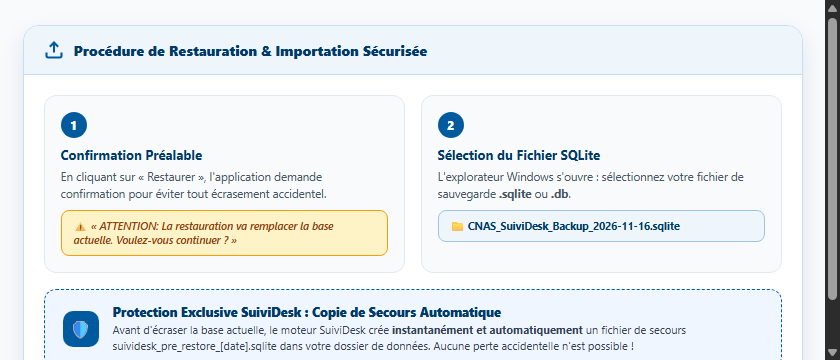 Procédure de Restauration & Importation Sécurisée
1
Confirmation Préalable
En cliquant sur « Restaurer », l'application demande
confirmation pour éviter tout écrasement accidentel.
⚠️ « ATTENTION: La restauration va remplacer la base
actuelle. Voulez-vous continuer ? »
2
Sélection du Fichier SQLite
L'explorateur Windows s'ouvre : sélectionnez votre fichier de
sauvegarde .sqlite ou .db.
📁 CNAS_SuiviDesk_Backup_2026-11-16.sqlite
Protection Exclusive SuiviDesk : Copie de Secours Automatique
Avant d'écraser la base actuelle, le moteur SuiviDesk crée instantanément et automatiquement un fichier de secours
suividesk_pre_restore_[date].sqlite dans votre dossier de données. Aucune perte accidentelle n'est possible !